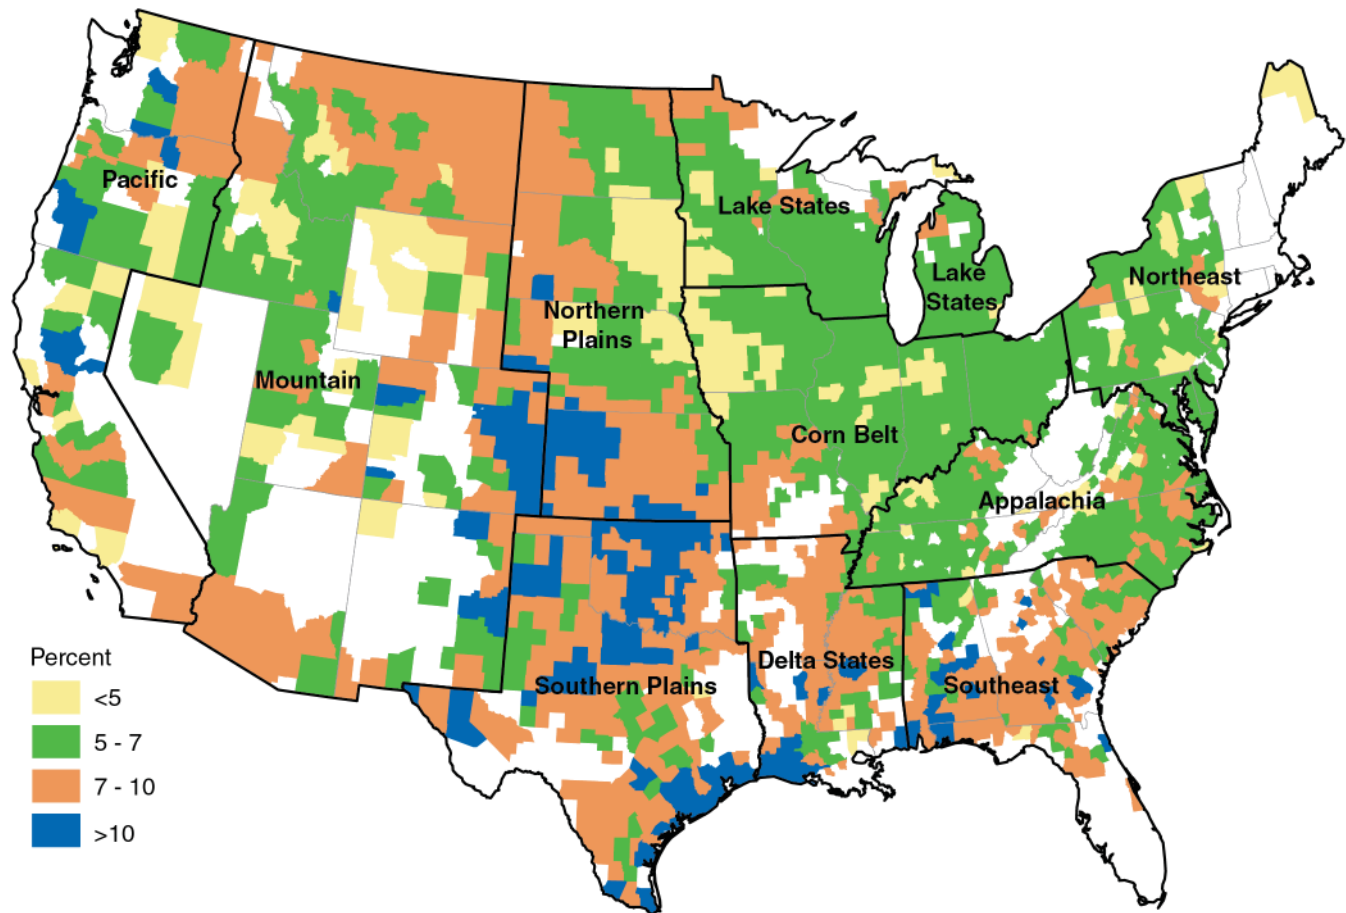 Pacific
Lake States
Lake
States
Northeast
Northern
Plains
Mountain
Corn Belt
Appalachia
Percent
<5
5 - 7
7 - 10
>10
Delta States
Southern Plains
Southeast